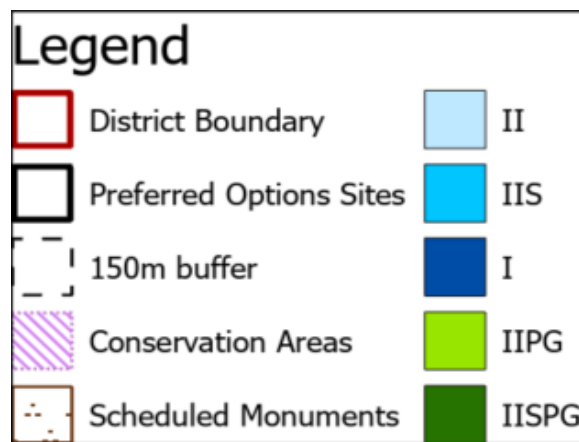 Legend
District Boundary
Preferred Options Sites
150m buffer
Conservation Areas
Scheduled Monuments
II
IIS
I
IIPG
IISPG